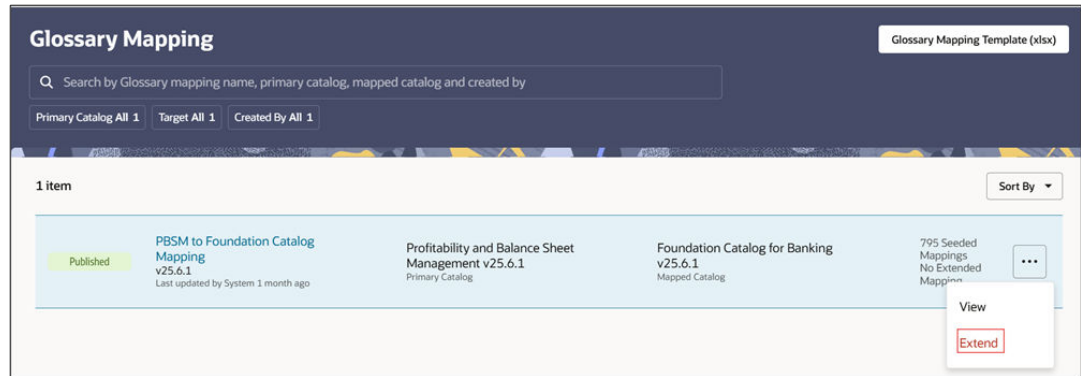 Glossary Mapping
Glossary Mapping Template (xlsx)
Search by Glossary mapping name, primary catalog, mapped catalog and created by
Primary Catalog All 1
Target All 1
Created By All 1
1 item
Sort By
Published
PBSM to Foundation Catalog
Mapping
v25.6.1
Last updated by System 1 month ago
Profitability and Balance Sheet
Management v25.6.1
Primary Catalog
Foundation Catalog for Banking
v25.6.1
Mapped Catalog
795 Seeded
Mappings
No Extended
Mapping
View
Extend